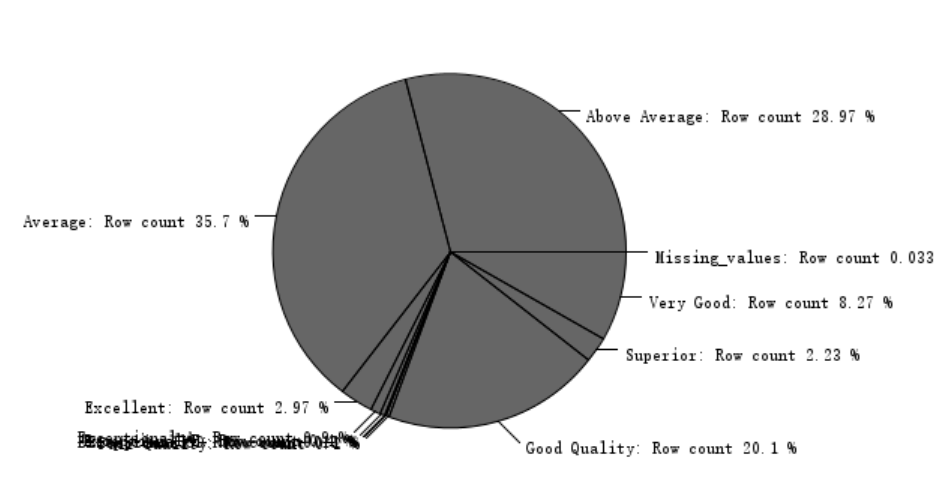 Above Average: Row count 28.97 %
Average: Row count 35.7 %
Missing_values: Row count 0.033
Very Good: Row count 8.27 %
Superior: Row count 2.23 %
Excellent: Row count 2.97 %
Good Quality: Row count 20.1 %